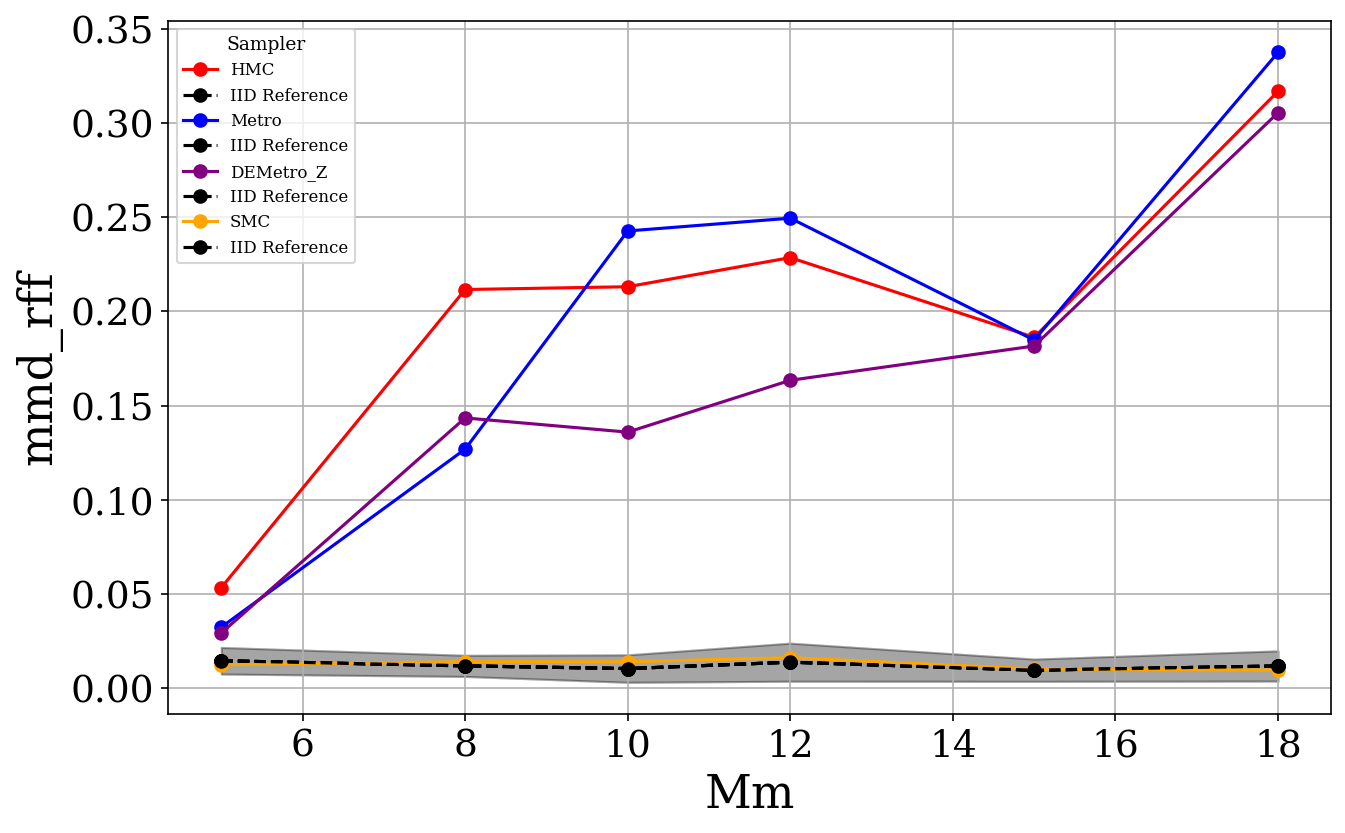 0.35
0.30
0.25
0.20
0.15
0.10
0.05
0.00
mmd_rff
Sampler
HMC
IID Reference
Metro
IID Reference
DEMetro_Z
IID Reference
SMC
IID Reference
6
8
10
12
14
16
18
Mm